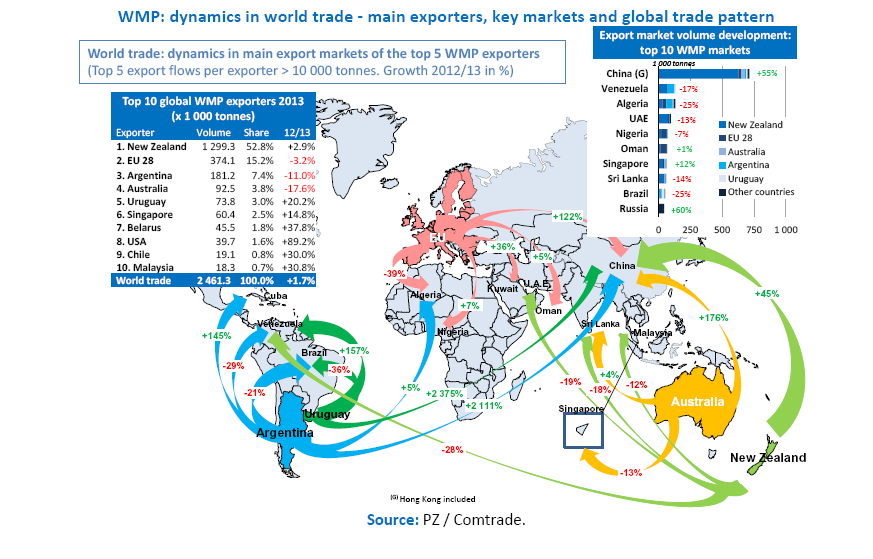 WMP: dynamics in world trade - main exporters, key markets and global trade pattern
World trade: dynamics in main export markets of the top 5 WMP exporters
(Top 5 export flows per exporter > 10 000 tonnes. Growth 2012/13 in %)
Export market volume development:
top 10 WMP markets
1 000 tonnes
China (G) +55%
Venezuela -17%
Algeria -25%
UAE -13%
Nigeria -7%
Oman +1%
Singapore +12%
Sri Lanka -14%
Brazil -25%
Russia +60%
0 250 500 750 1 000
New Zealand
EU 28
Australia
Argentina
Uruguay
Other countries
Top 10 global WMP exporters 2013
(x 1 000 tonnes)
Exporter Volume Share 12/13
1. New Zealand 1 299.3 52.8% +2.9%
2. EU 28 374.1 15.2% -3.2%
3. Argentina 181.2 7.4% -11.0%
4. Australia 92.5 3.8% -17.6%
5. Uruguay 73.8 3.0% +20.2%
6. Singapore 60.4 2.5% +14.8%
7. Belarus 45.5 1.8% +37.8%
8. USA 39.7 1.6% +89.2%
9. Chile 19.1 0.8% +30.0%
10. Malaysia 18.3 0.7% +30.8%
World trade 2 461.3 100.0% +1.7%
+122%
EU
+36%
+5%
China
-39%
Kuwait
U.A.E.
+45%
Cuba
Algeria
Oman
+7%
+176%
Venezuela
Nigeria
Sri Lanka
Malaysia
+145%
Brazil
+157%
-29%
-36%
+4%
-19%
-12%
-18%
+5%
+2 375%
-21%
+2 111%
Australia
Singapore
Uruguay
Argentina
-28%
New Zealand
-13%
(G) Hong Kong included
Source: PZ / Comtrade.